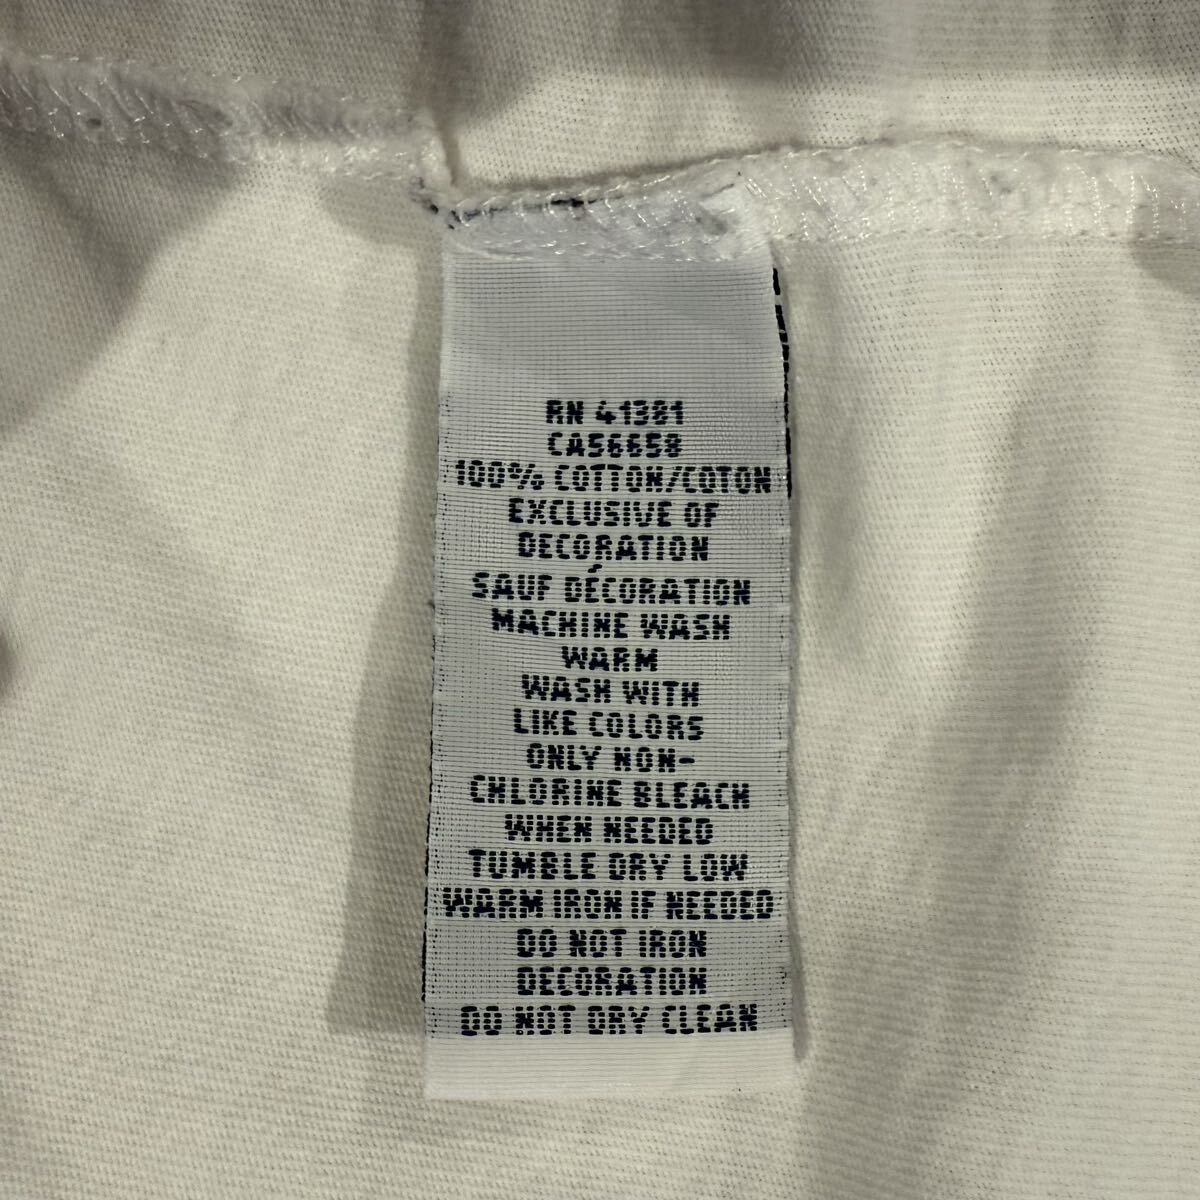 RN 41381
CA56658
100% COTTON/COTON
EXCLUSIVE OF
DECORATION
SAUF DÉCORATION
MACHINE WASH
WARM
WASH WITH
LIKE COLORS
ONLY NON-
CHLORINE BLEACH
WHEN NEEDED
TUMBLE DRY LOW
WARM IRON IF NEEDED
DO NOT IRON
DECORATION
DO NOT DRY CLEAN